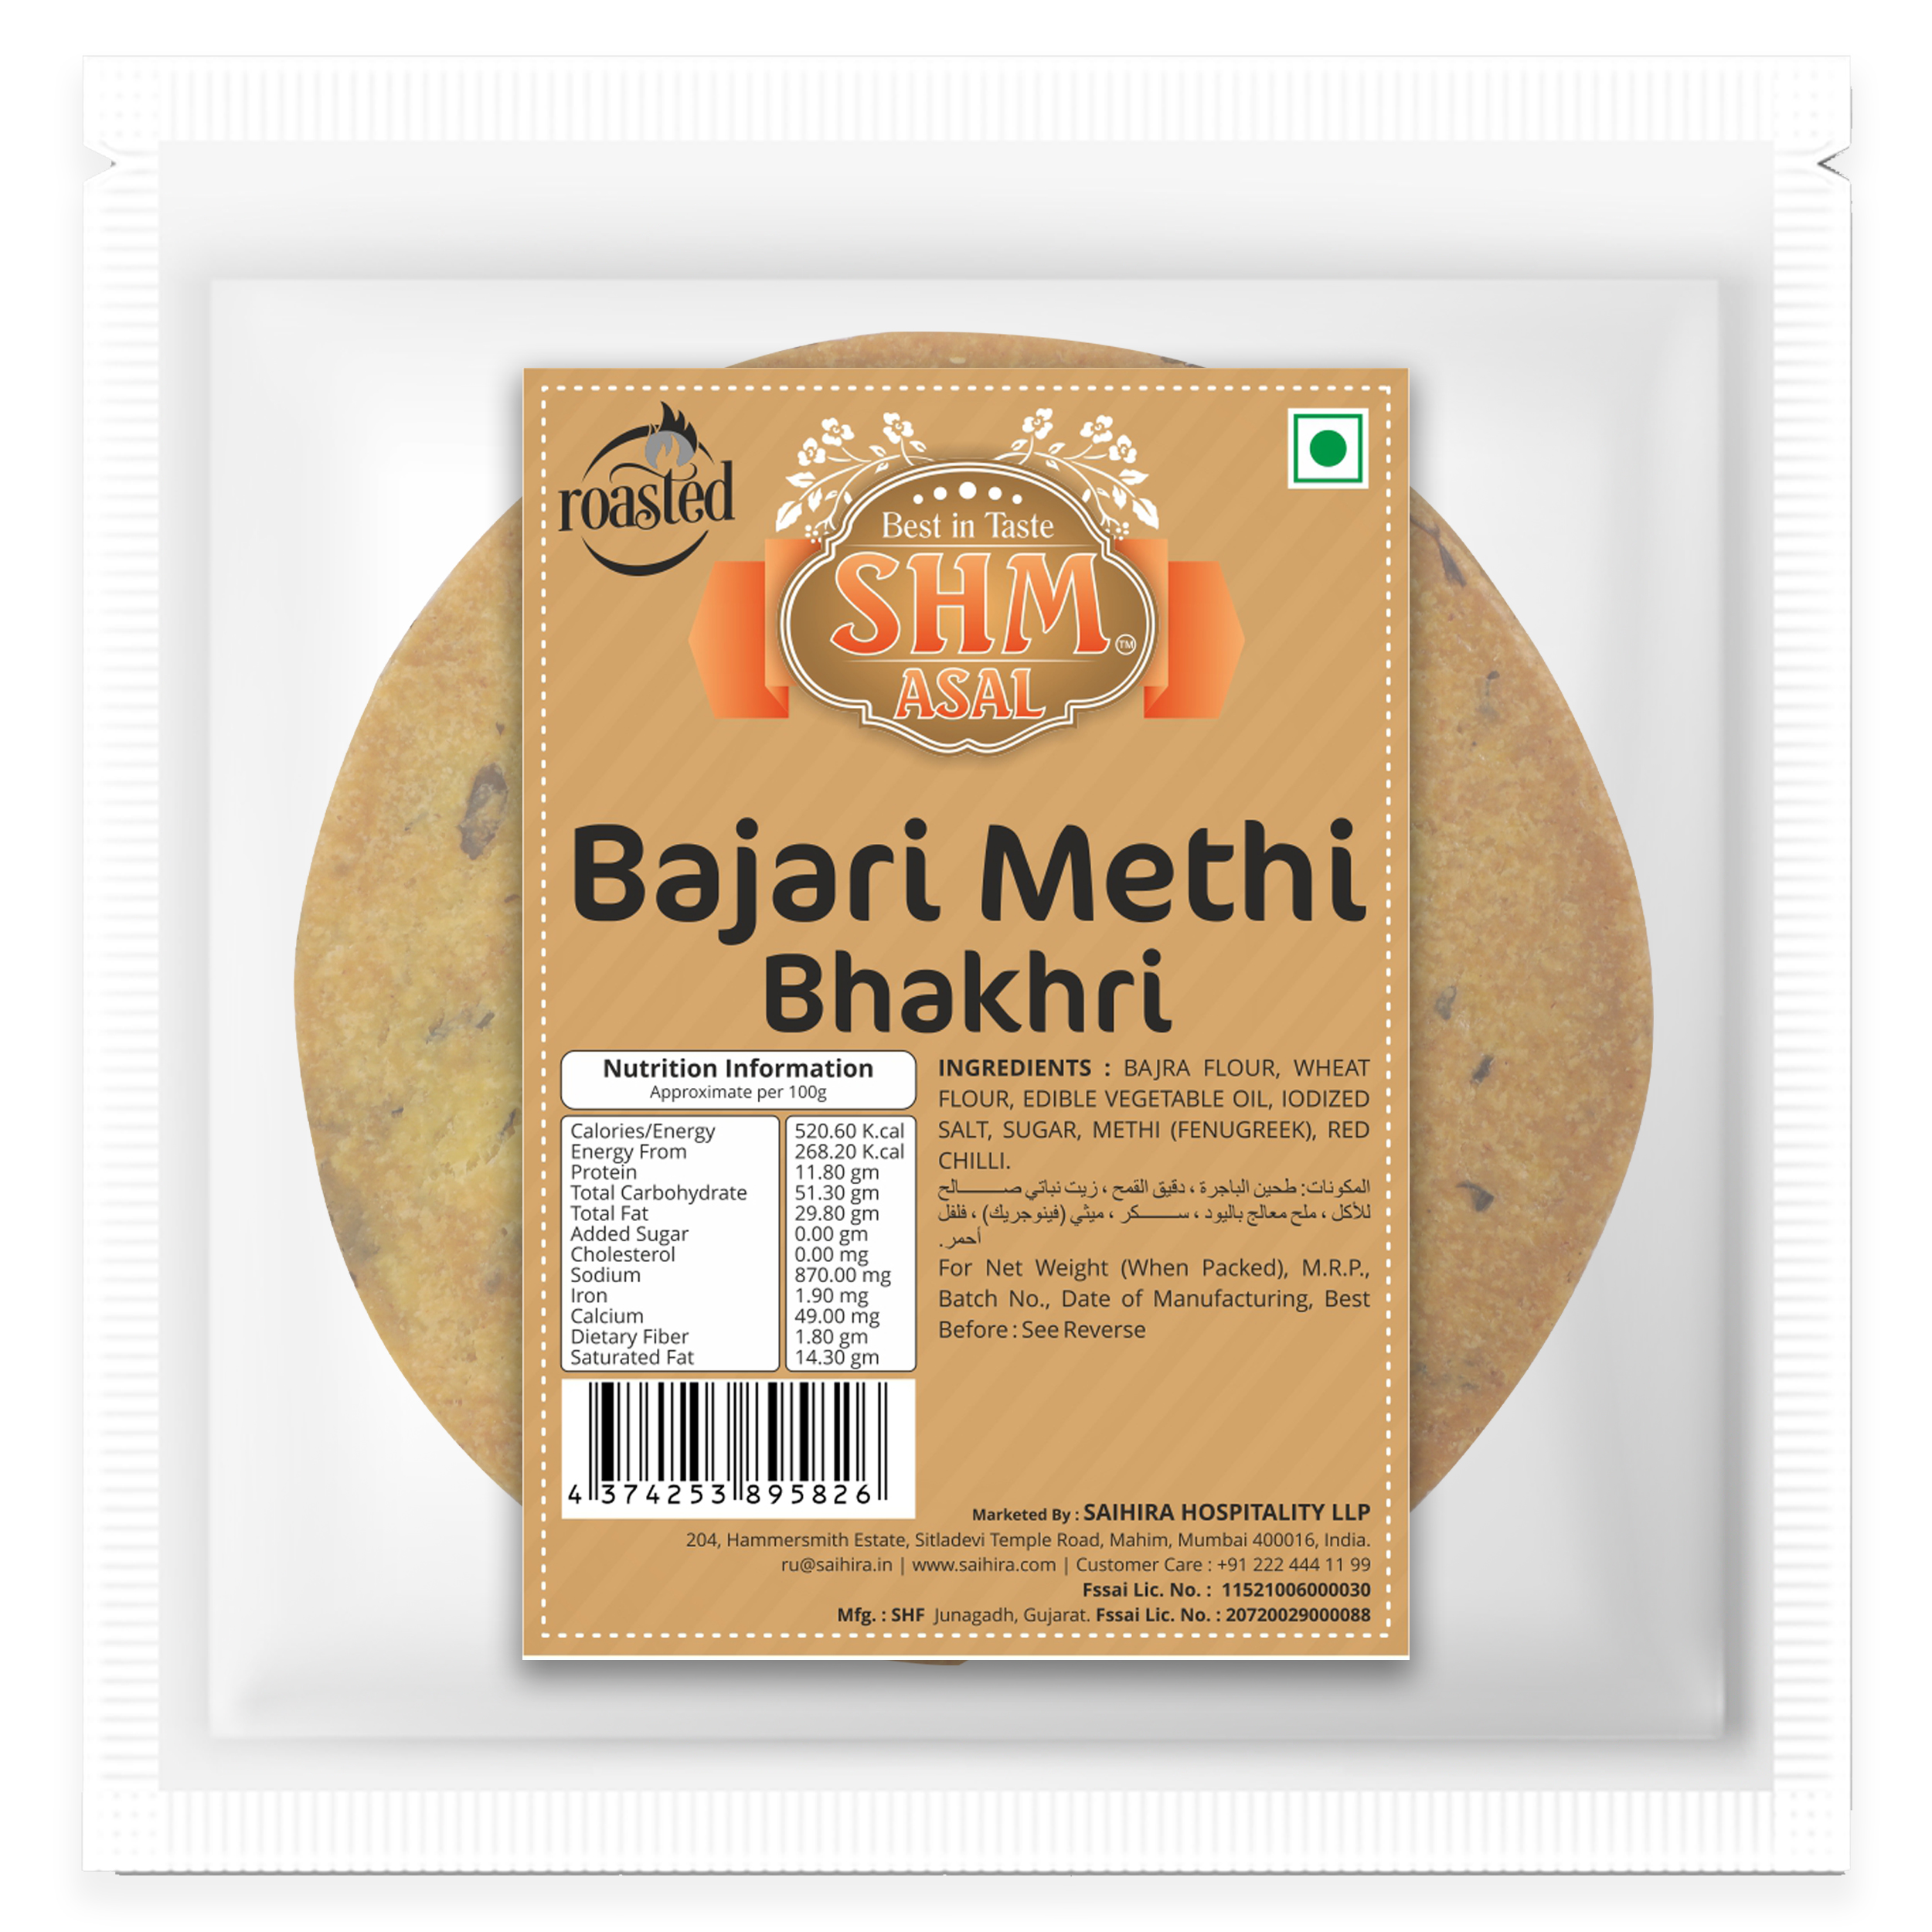 roasted
Best in Taste
SHM
TM
ASAL
Bajari Methi
Bhakhri
Nutrition Information
Approximate per 100g
Calories/Energy 520.60 K.cal
Energy From 268.20 K.cal
Protein 11.80 gm
Total Carbohydrate 51.30 gm
Total Fat 29.80 gm
Added Sugar 0.00 gm
Cholesterol 0.00 mg
Sodium 870.00 mg
Iron 1.90 mg
Calcium 49.00 mg
Dietary Fiber 1.80 gm
Saturated Fat 14.30 gm
4 374253 895826
INGREDIENTS : BAJRA FLOUR, WHEAT
FLOUR, EDIBLE VEGETABLE OIL, IODIZED
SALT, SUGAR, METHI (FENUGREEK), RED
CHILLI.
المكونات: طحين الباجرة ، دقيق القمح ، زيت نباتي صـــــالح
للأكل ، ملح معالج باليود ، ســــكر ، ميثي (فينوجريك) ، فلفل
أحمر.
For Net Weight (When Packed), M.R.P.,
Batch No., Date of Manufacturing, Best
Before : See Reverse
Marketed By : SAIHIRA HOSPITALITY LLP
204, Hammersmith Estate, Sitladevi Temple Road, Mahim, Mumbai 400016, India.
ru@saihira.in | www.saihira.com | Customer Care : +91 222 444 11 99
Fssai Lic. No. : 11521006000030
Mfg. : SHF Junagadh, Gujarat. Fssai Lic. No. : 20720029000088